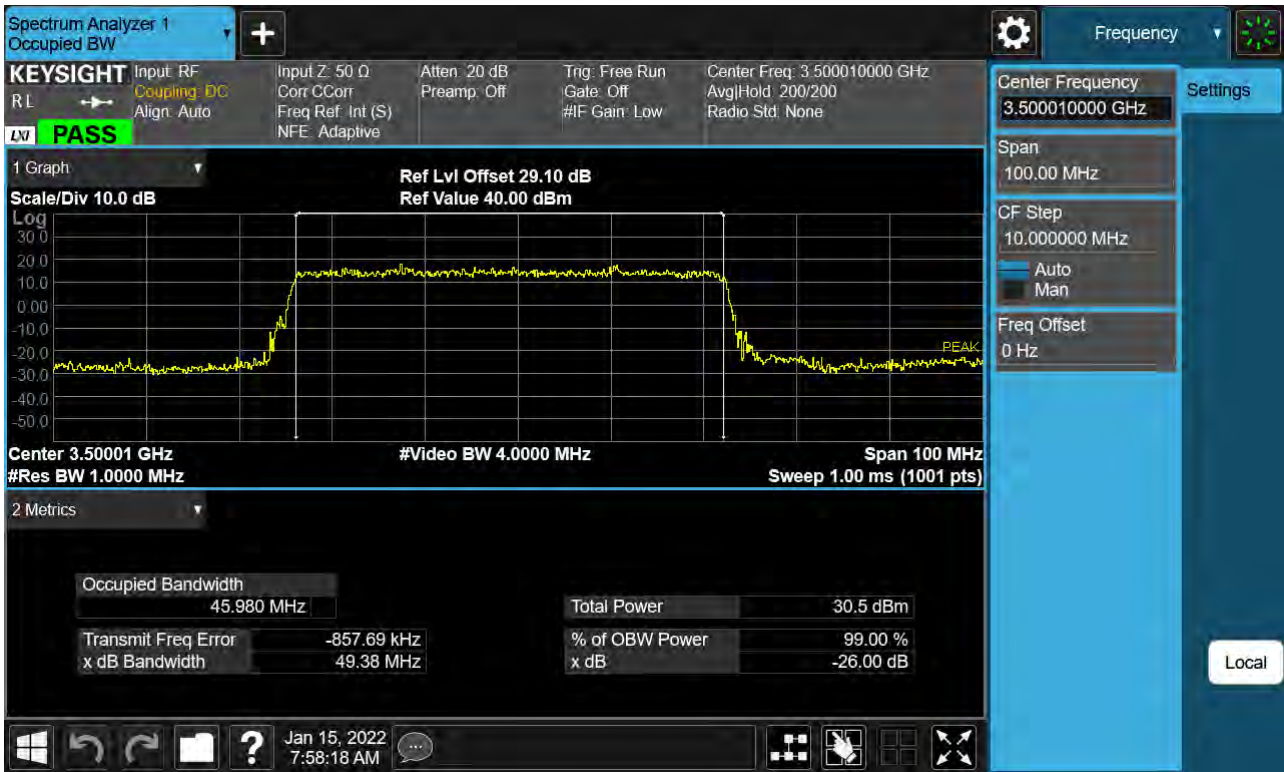 Spectrum Analyzer 1
Occupied BW
Frequency
KEYSIGHT
R L
LXI PASS
Input: RF
Coupling: DC
Align: Auto
Input Z: 50 Ω
Corr CCorr
Freq Ref: Int (S)
NFE: Adaptive
Atten: 20 dB
Preamp: Off
Trig: Free Run
Gate: Off
#IF Gain: Low
Center Freq: 3.500010000 GHz
Avg|Hold: 200/200
Radio Std: None
Center Frequency
3.500010000 GHz
Settings
Span
100.00 MHz
CF Step
10.000000 MHz
Auto
Man
Freq Offset
0 Hz
Local
1 Graph
Scale/Div 10.0 dB
Ref Lvl Offset 29.10 dB
Ref Value 40.00 dBm
Log
30.0
20.0
10.0
0.00
-10.0
-20.0
-30.0
-40.0
-50.0
PEAK
Center 3.50001 GHz
#Video BW 4.0000 MHz
Span 100 MHz
#Res BW 1.0000 MHz
Sweep 1.00 ms (1001 pts)
2 Metrics
Occupied Bandwidth
45.980 MHz
Total Power 30.5 dBm
Transmit Freq Error -857.69 kHz
% of OBW Power 99.00 %
x dB Bandwidth 49.38 MHz
x dB -26.00 dB
Jan 15, 2022
7:58:18 AM